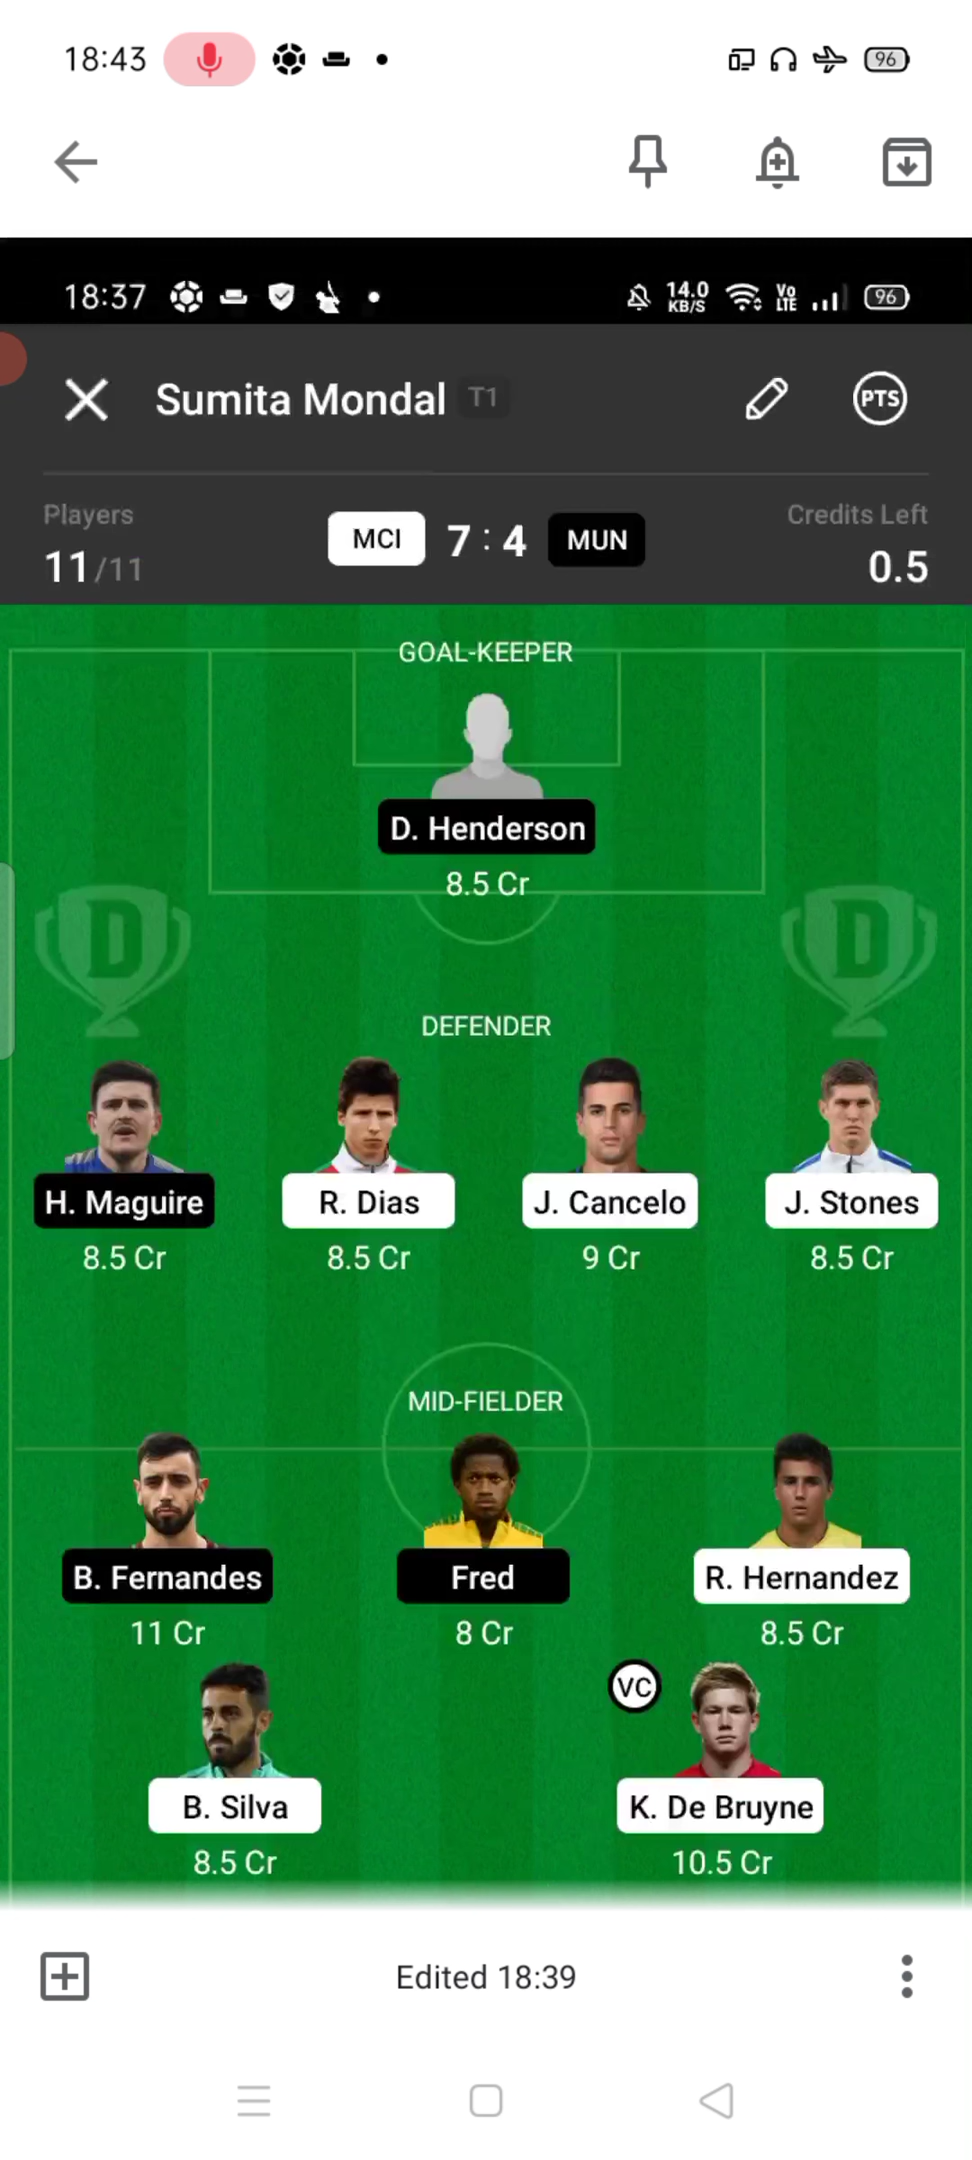 18:43
96
18:37
14.0
KB/S
Vo
LTE
96
Sumita Mondal T1
PTS
Players
11/11
MCI 7 : 4 MUN
Credits Left
0.5
GOAL-KEEPER
D. Henderson
8.5 Cr
D D
DEFENDER
H. Maguire R. Dias J. Cancelo J. Stones
8.5 Cr 8.5 Cr 9 Cr 8.5 Cr
MID-FIELDER
B. Fernandes Fred R. Hernandez
11 Cr 8 Cr 8.5 Cr
VC
B. Silva K. De Bruyne
8.5 Cr 10.5 Cr
Edited 18:39